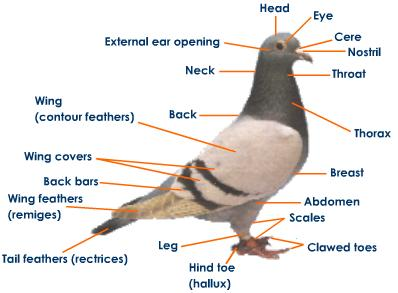 Head
Eye
Cere
External ear opening
Nostril
Neck
Throat
Wing
(contour feathers)
Back
Thorax
Wing covers
Breast
Back bars
Wing feathers
(remiges)
Abdomen
Scales
Leg
Clawed toes
Tail feathers (rectrices)
Hind toe
(hallux)